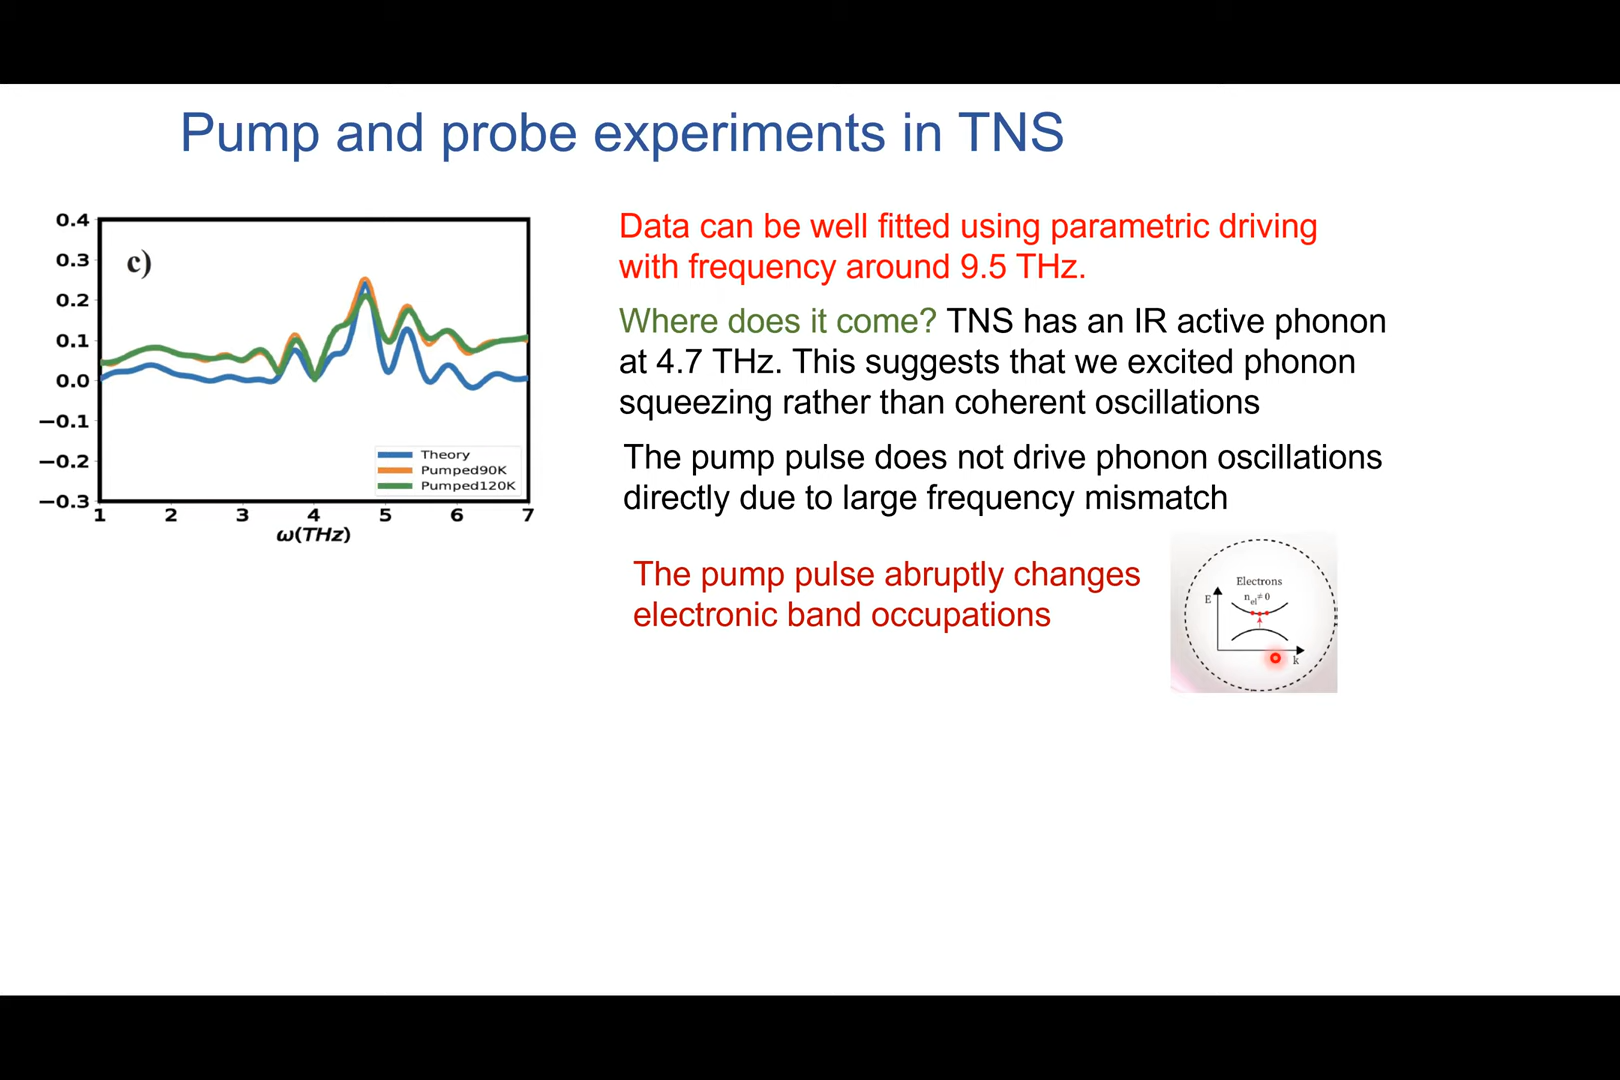 Pump and probe experiments in TNS
0.4
0.3
0.2
0.1
0.0
−0.1
−0.2
−0.3
c)
Theory
Pumped90K
Pumped120K
1 2 3 4 5 6 7
ω(THz)
Data can be well fitted using parametric driving
with frequency around 9.5 THz.
Where does it come? TNS has an IR active phonon
at 4.7 THz. This suggests that we excited phonon
squeezing rather than coherent oscillations
The pump pulse does not drive phonon oscillations
directly due to large frequency mismatch
The pump pulse abruptly changes
electronic band occupations
Electrons
n_el≠0
E
k